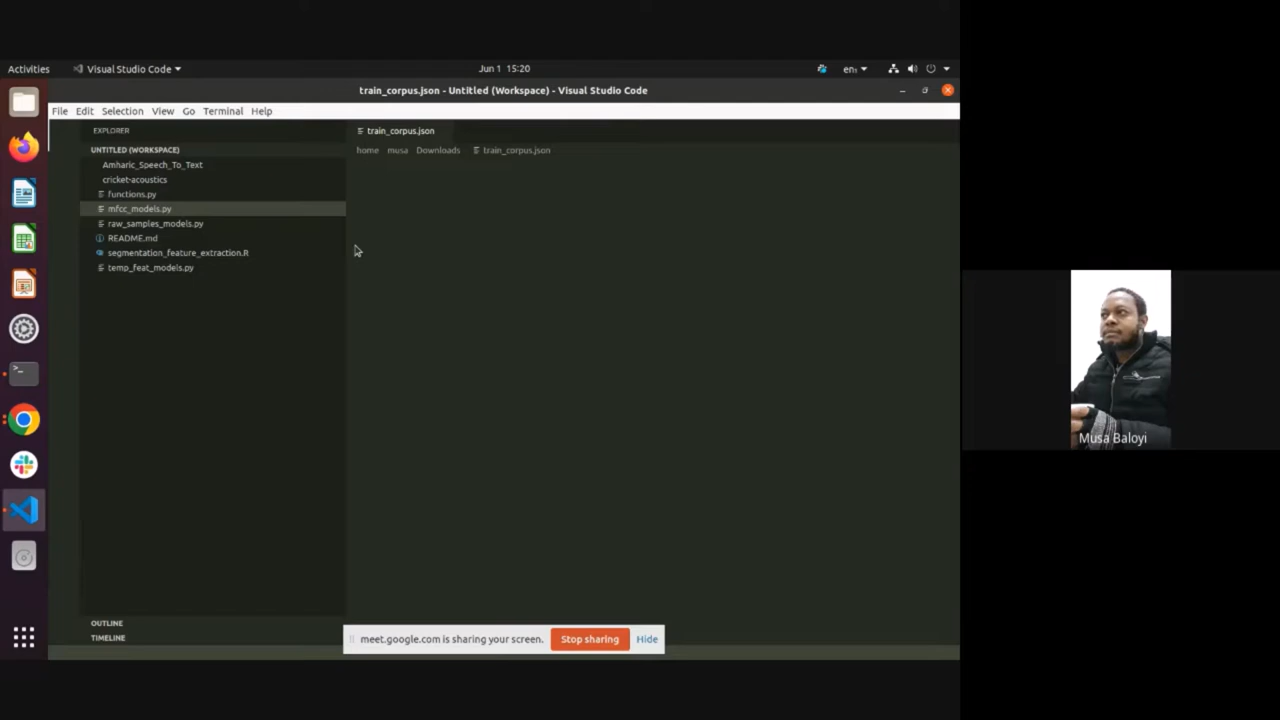 Activities
Visual Studio Code
Jun 1 15:20
en₁
train_corpus.json - Untitled (Workspace) - Visual Studio Code
File Edit Selection View Go Terminal Help
EXPLORER
train_corpus.json
UNTITLED (WORKSPACE)
home musa Downloads train_corpus.json
Amharic_Speech_To_Text
cricket-acoustics
functions.py
mfcc_models.py
raw_samples_models.py
README.md
segmentation_feature_extraction.R
temp_feat_models.py
Musa Baloyi
OUTLINE
TIMELINE
meet.google.com is sharing your screen. Stop sharing Hide